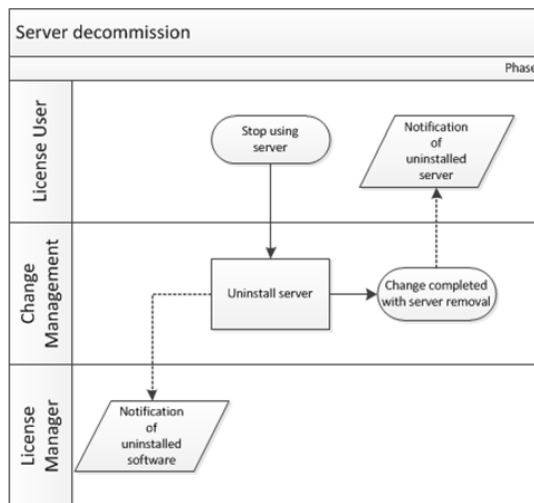 Server decommission
Phase
License User
Stop using
server
Notification
of
uninstalled
server
Change
Management
Uninstall server
Change completed
with server removal
License
Manager
Notification
of
uninstalled
software